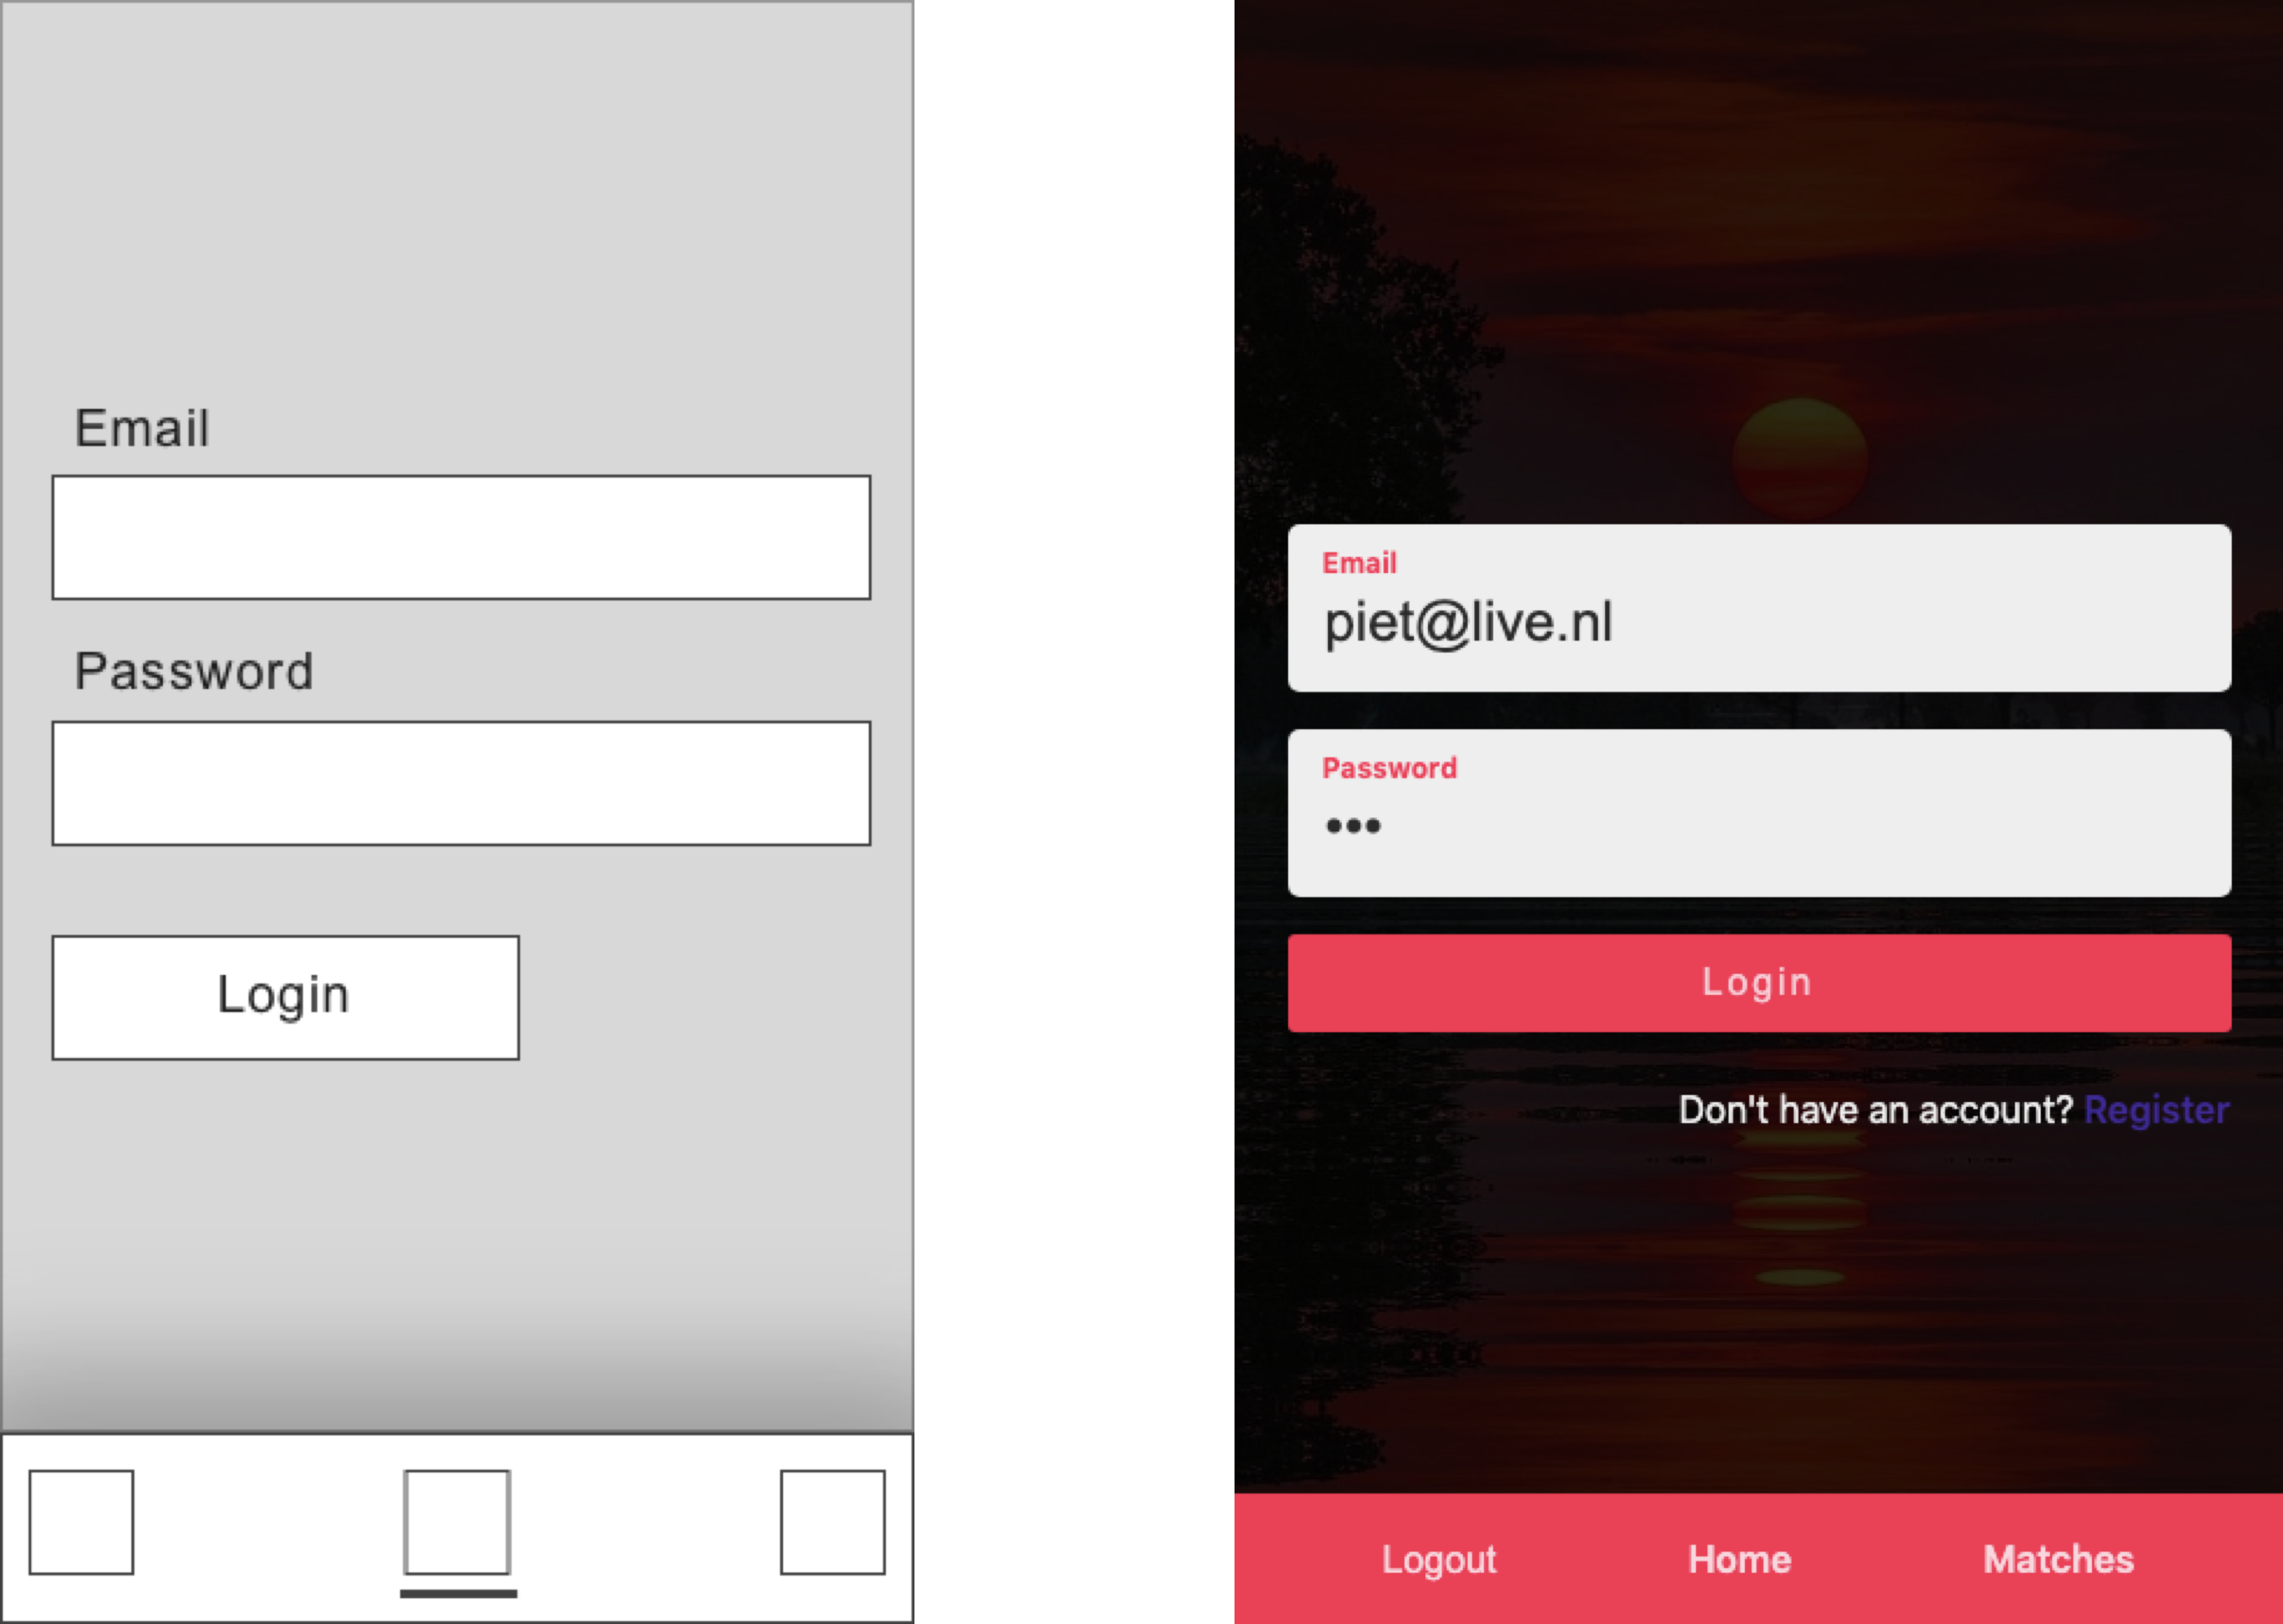 Email
Password
Login
Email
piet@live.nl
Password
•••
Login
Don't have an account? Register
Logout Home Matches